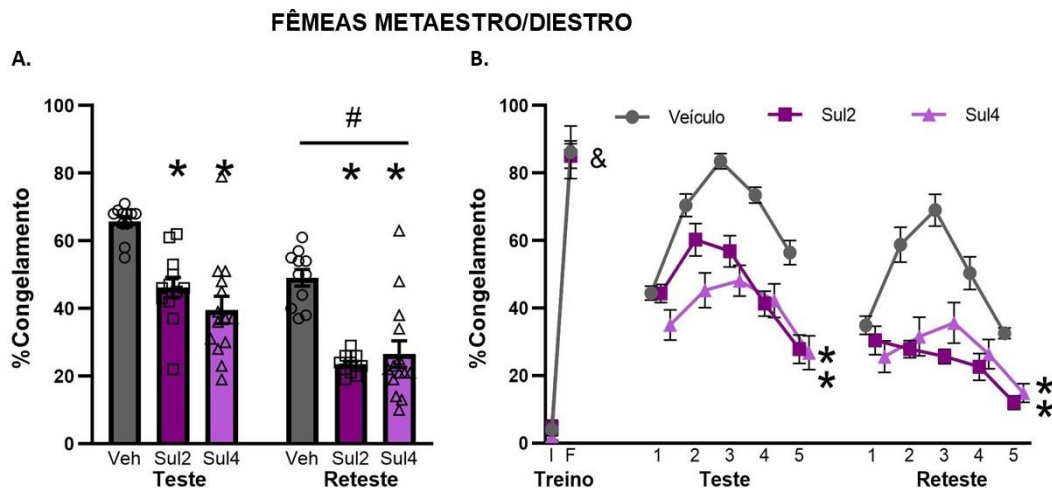 FÊMEAS METAESTRO/DIESTRO
A.
%Congelamento
100
80
60
40
20
0
* *
#
* *
Veh Sul2 Sul4 Veh Sul2 Sul4
Teste Reteste
B.
%Congelamento
100
80
60
40
20
0
Veículo Sul2 Sul4
&
*
*
*
*
I F 1 2 3 4 5 1 2 3 4 5
Treino Teste Reteste